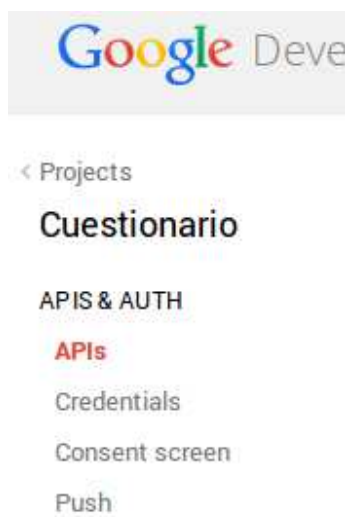 Google Deve
< Projects
Cuestionario
APIS & AUTH
APIs
Credentials
Consent screen
Push